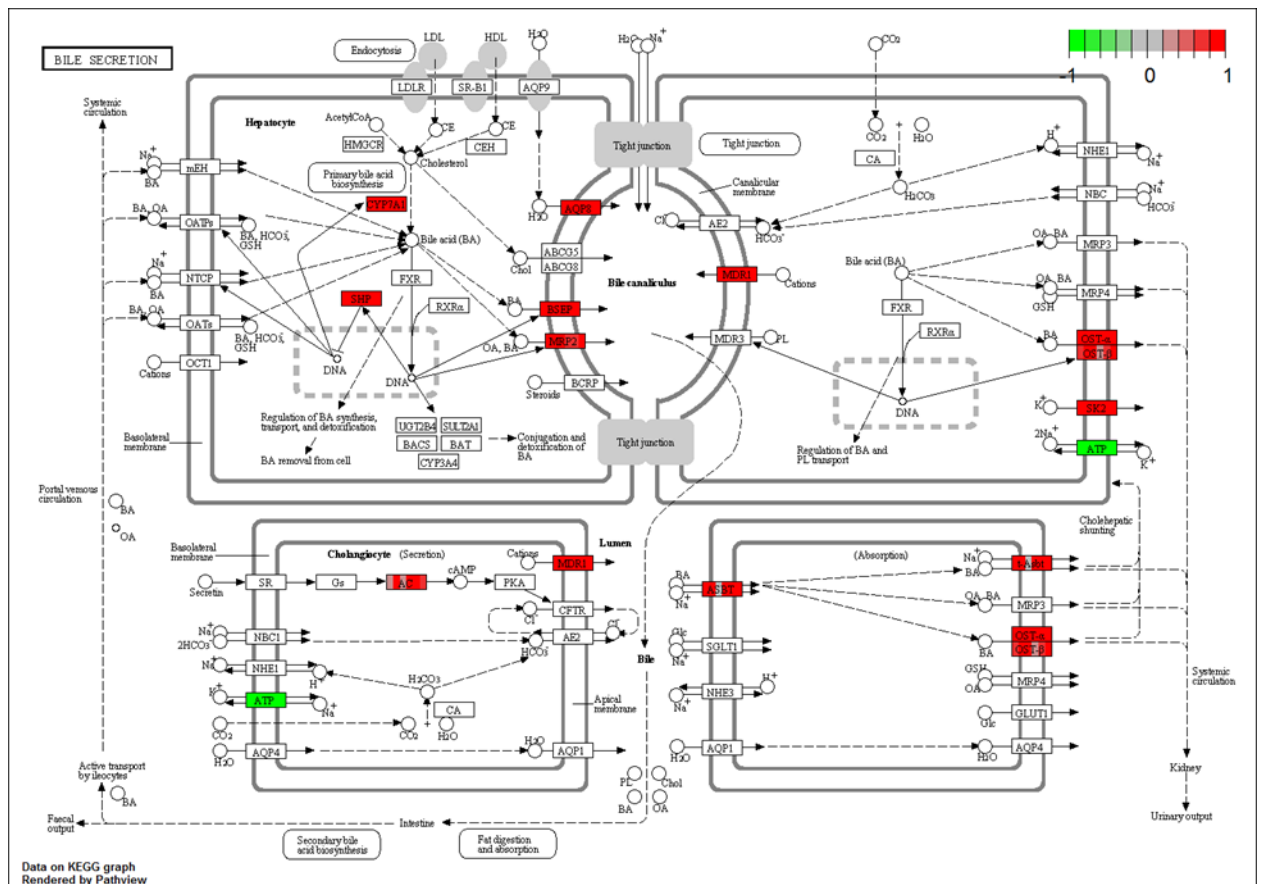 BILE SECRETION
-1 0 1
Endocytosis
LDL
HDL
H₂O
H₂O
Na⁺
CO₂
LDLR
SR-B1
AQP9
Systemic
circulation
Hepatocyte
AcetylCoA
CE
CE
HMGCR
CEH
Cholesterol
Tight junction
Tight junction
CO₂
H₂O
CA
H₂CO₃
H⁺
NHE1
Na⁺
Na⁺
BA
mEH
Primary bile acid
biosynthesis
CYP7A1
H₂O
AQP8
Canalicular
membrane
Cl⁻
AE2
HCO₃⁻
NBC
Na⁺
HCO₃⁻
BA, OA
OATPs
BA, HCO₃⁻,
GSH
Bile acid (BA)
ABCG5
ABCG8
Chol
Bile canaliculus
MDR1
Cations
Bile acid (BA)
OA, BA
MRP3
Na⁺
BA
NTCP
FXR
SHP
RXRα
BA
BSEP
FXR
RXRα
OA, BA
GSH
MRP4
BA, OA
OATs
BA, HCO₃⁻,
GSH
OA, BA
MRP2
MDR3
PL
BA
OST-α
OST-β
Cations
OCT1
DNA
DNA
Steroids
BCRP
DNA
K⁺
SK2
Regulation of BA synthesis,
transport, and detoxification
BA removal from cell
UGT2B4
SULT2A1
BACS
BAT
CYP3A4
Conjugation and
detoxification of
BA
Tight junction
Regulation of BA and
PL transport
2Na⁺
ATP
K⁺
Basolateral
membrane
Portal venous
circulation
BA
OA
Cholehepatic
shunting
Basolateral
membrane
Cholangiocyte (Secretion)
Lumen
Cations
MDR1
(Absorption)
Na⁺
BA
t-Asbt
Secretin
SR
Gs
AC
cAMP
PKA
CFTR
Cl⁻
BA
Na⁺
ASBT
OA, BA
MRP3
Na⁺
2HCO₃⁻
NBC1
HCO₃⁻
AE2
Cl⁻
Bile
Glc
Na⁺
SGLT1
BA
OST-α
OST-β
Na⁺
NHE1
H⁺
H₂CO₃
GSH
OA
MRP4
Systemic
circulation
K⁺
ATP
Na⁺
CA
CO₂
CO₂
H₂O
Apical
membrane
Na⁺
NHE3
H⁺
Glc
GLUT1
H₂O
AQP4
H₂O
AQP1
H₂O
AQP1
H₂O
AQP4
Active transport
by ileocytes
BA
PL
Chol
BA
OA
Kidney
Urinary output
Faecal
output
Intestine
Secondary bile
acid biosynthesis
Fat digestion
and absorption
Data on KEGG graph
Rendered by Pathview